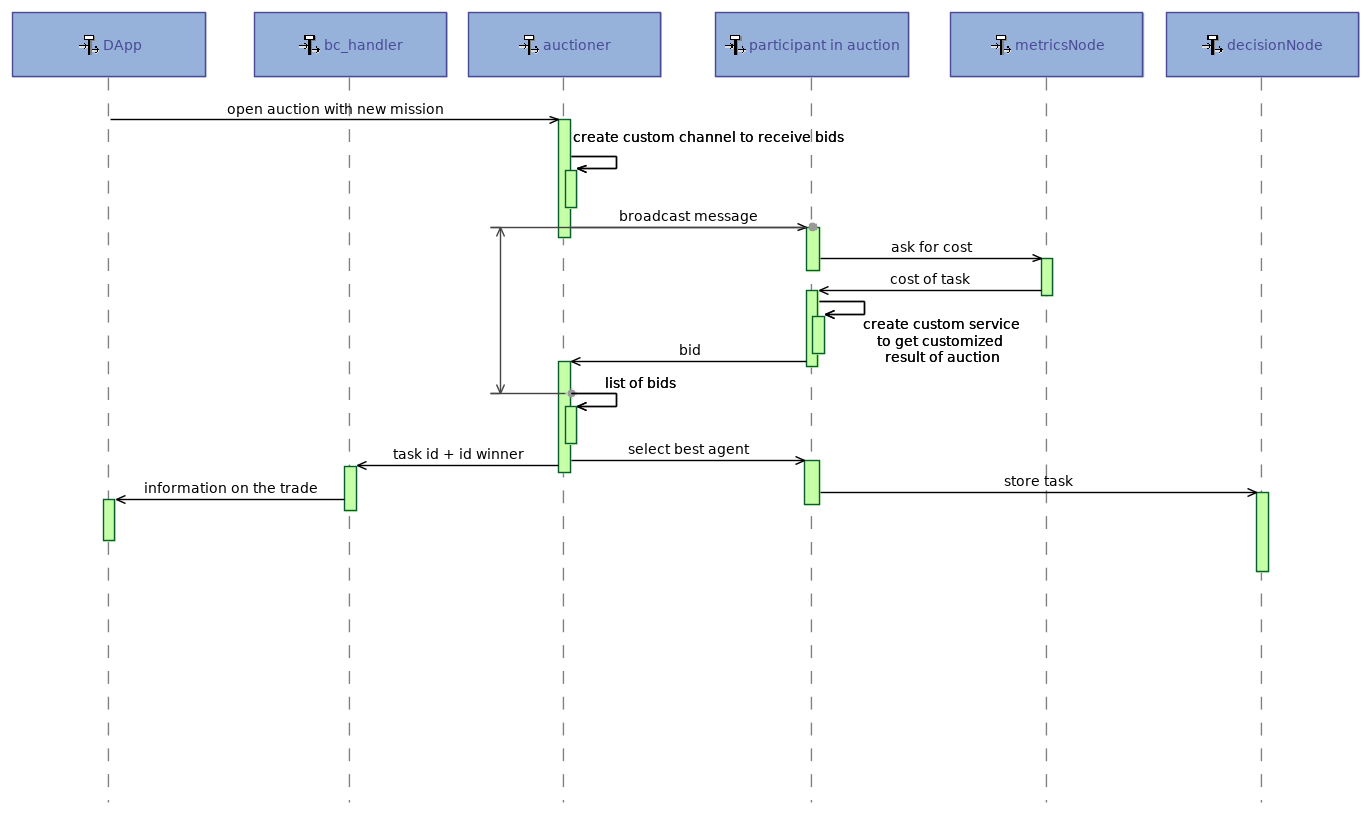 DApp
bc_handler
auctioner
participant in auction
metricsNode
decisionNode
open auction with new mission
create custom channel to receive bids
broadcast message
ask for cost
cost of task
create custom service
to get customized
result of auction
bid
list of bids
select best agent
task id + id winner
store task
information on the trade